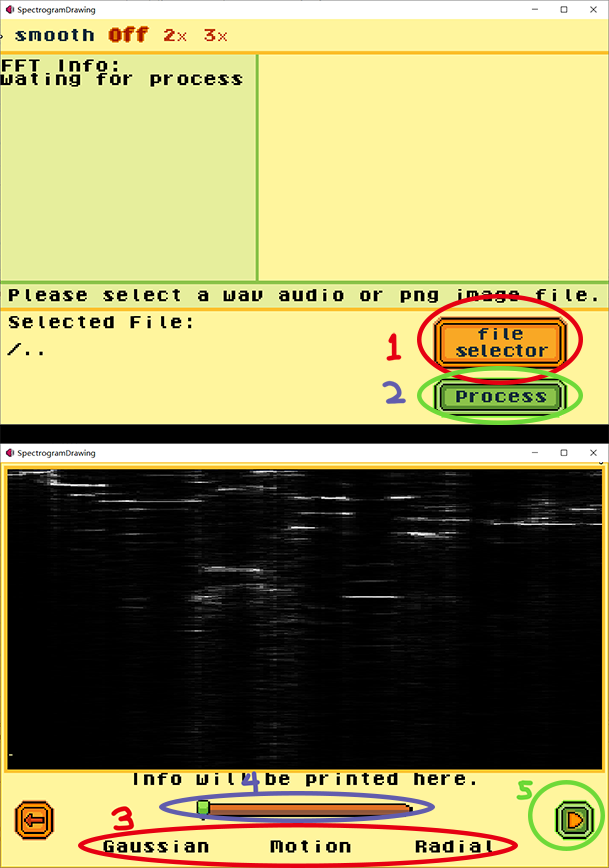 SpectrogramDrawing
smooth Off 2x 3x
FFT Info:
wating for process
Please select a wav audio or png image file.
Selected File:
/..
1
file
selector
2
Process
SpectrogramDrawing
Info will be printed here.
4
5
3
Gaussian Motion Radial